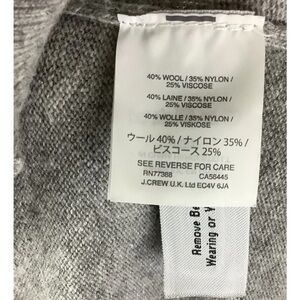 40% WOOL / 35% NYLON /
25% VISCOSE
40% LAINE / 35% NYLON /
25% VISCOSE
40% WOLLE / 35% NYLON /
25% VISKOSE
ウール 40% / ナイロン 35% /
ビスコース 25%
SEE REVERSE FOR CARE
RN77388 CA56445
J.CREW U.K. Ltd EC4V 6JA
Remove Be
Wearing or